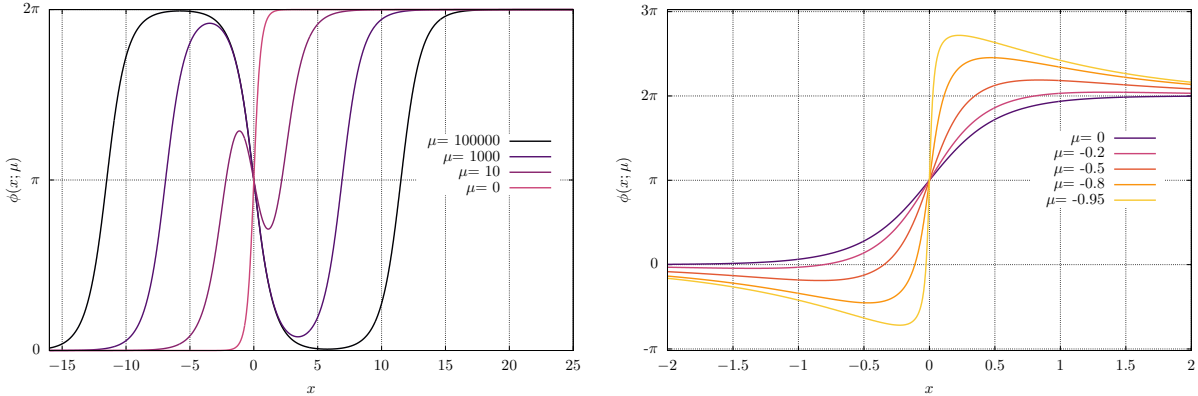 2π
π
0
ϕ(x; μ)
μ= 100000
μ= 1000
μ= 10
μ= 0
−15 −10 −5 0 5 10 15 20 25
x
3π
2π
π
0
-π
ϕ(x; μ)
μ= 0
μ= -0.2
μ= -0.5
μ= -0.8
μ= -0.95
−2 −1.5 −1 −0.5 0 0.5 1 1.5 2
x